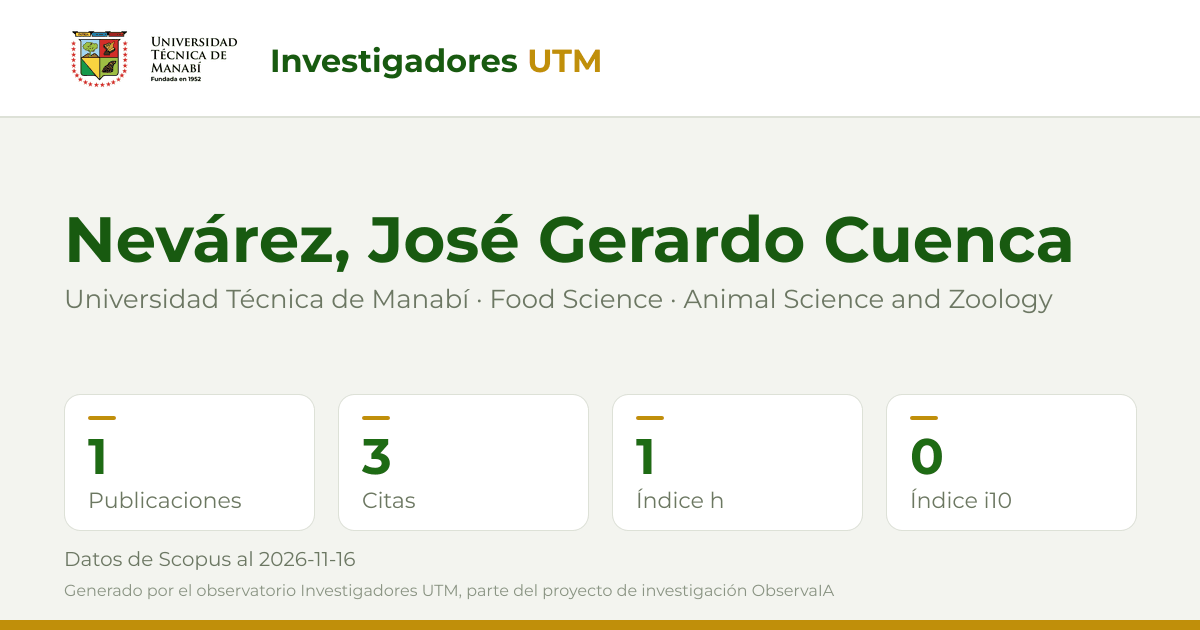 UNIVERSIDAD
TÉCNICA DE
MANABÍ
Fundada en 1952
Investigadores UTM
Nevárez, José Gerardo Cuenca
Universidad Técnica de Manabí · Food Science · Animal Science and Zoology
1
Publicaciones
3
Citas
1
Índice h
0
Índice i10
Datos de Scopus al 2026-11-16
Generado por el observatorio Investigadores UTM, parte del proyecto de investigación ObservaIA